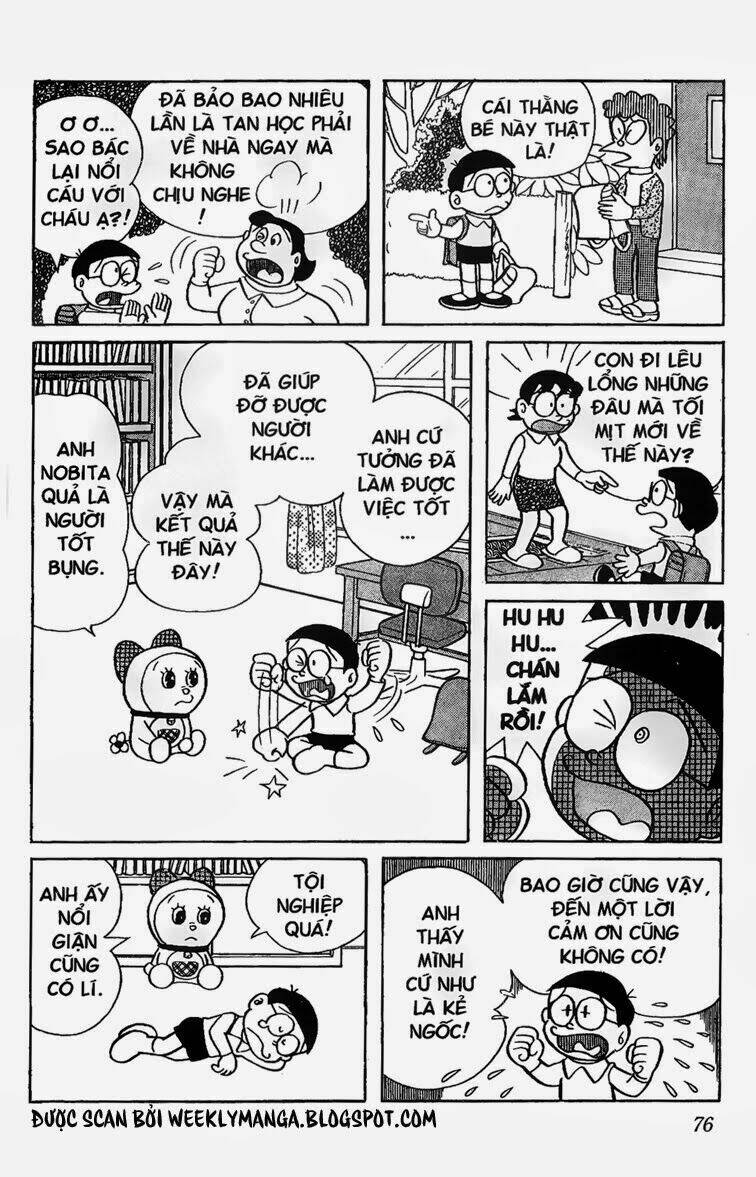 CÁI THẰNG
BÉ NÀY THẬT
LÀ!
ĐÃ BẢO BAO NHIÊU
LẦN LÀ TAN HỌC PHẢI
VỀ NHÀ NGAY MÀ
KHÔNG
CHỊU NGHE
!
Ơ Ơ...
SAO BÁC
LẠI NỔI
CÁU VỚI
CHÁU Ạ?!
CON ĐI LÊU
LỔNG NHỮNG
ĐÂU MÀ TỐI
MỊT MỚI VỀ
THẾ NÀY?
HU HU
HU...
CHÁN
LẮM
RỒI!
ANH CỨ
TƯỞNG ĐÃ
LÀM ĐƯỢC
VIỆC TỐT
...
ĐÃ GIÚP
ĐỠ ĐƯỢC
NGƯỜI
KHÁC...
VẬY MÀ
KẾT QUẢ
THẾ NÀY
ĐÂY!
ANH
NOBITA
QUẢ LÀ
NGƯỜI
TỐT
BỤNG.
BAO GIỜ CŨNG VẬY,
ĐẾN MỘT LỜI
CẢM ƠN CŨNG
KHÔNG CÓ!
ANH
THẤY
MÌNH
CỨ NHƯ
LÀ KẺ
NGỐC!
TỘI
NGHIỆP
QUÁ!
ANH ẤY
NỔI
GIẬN
CŨNG
CÓ LÍ.
ĐƯỢC SCAN BỞI WEEKLYMANGA.BLOGSPOT.COM
76